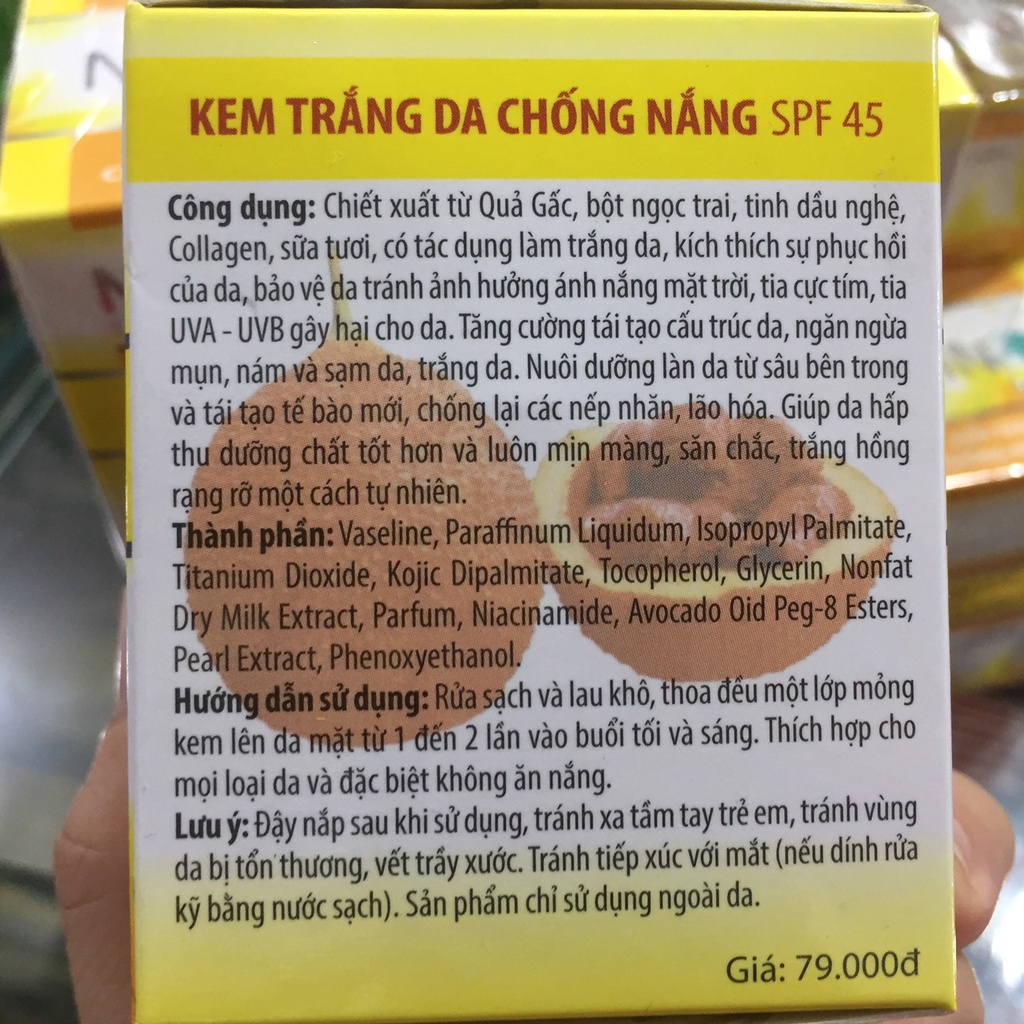 KEM TRẮNG DA CHỐNG NẮNG SPF 45
Công dụng: Chiết xuất từ Quả Gấc, bột ngọc trai, tinh dầu nghệ,
Collagen, sữa tươi, có tác dụng làm trắng da, kích thích sự phục hồi
của da, bảo vệ da tránh ảnh hưởng ánh nắng mặt trời, tia cực tím, tia
UVA - UVB gây hại cho da. Tăng cường tái tạo cấu trúc da, ngăn ngừa
mụn, nám và sạm da, trắng da. Nuôi dưỡng làn da từ sâu bên trong
và tái tạo tế bào mới, chống lại các nếp nhăn, lão hóa. Giúp da hấp
thu dưỡng chất tốt hơn và luôn mịn màng, săn chắc, trắng hồng
rạng rỡ một cách tự nhiên.
Thành phần: Vaseline, Paraffinum Liquidum, Isopropyl Palmitate,
Titanium Dioxide, Kojic Dipalmitate, Tocopherol, Glycerin, Nonfat
Dry Milk Extract, Parfum, Niacinamide, Avocado Oid Peg-8 Esters,
Pearl Extract, Phenoxyethanol.
Hướng dẫn sử dụng: Rửa sạch và lau khô, thoa đều một lớp mỏng
kem lên da mặt từ 1 đến 2 lần vào buổi tối và sáng. Thích hợp cho
mọi loại da và đặc biệt không ăn nắng.
Lưu ý: Đậy nắp sau khi sử dụng, tránh xa tầm tay trẻ em, tránh vùng
da bị tổn thương, vết trầy xước. Tránh tiếp xúc với mắt (nếu dính rửa
kỹ bằng nước sạch). Sản phẩm chỉ sử dụng ngoài da.
Giá: 79.000đ